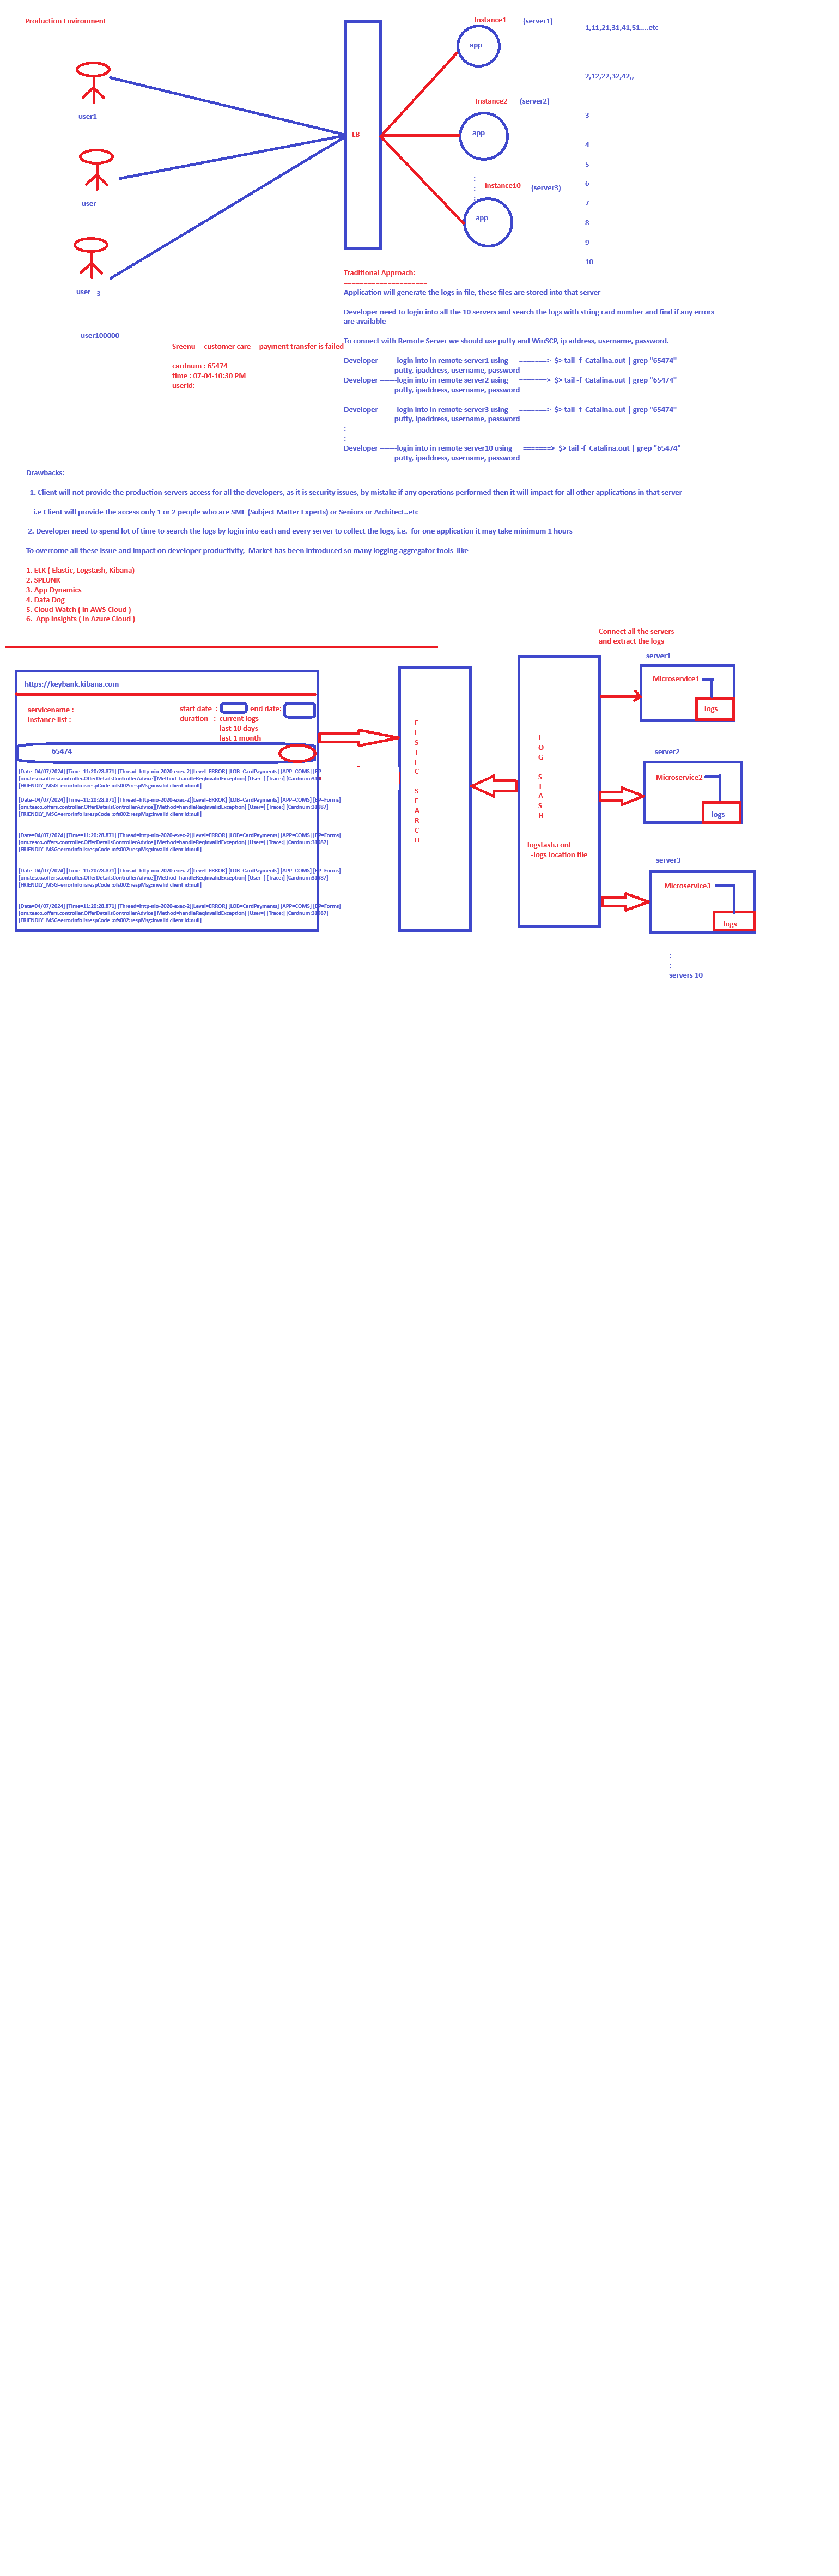 Production Environment
Instance1 (server1)
1,11,21,31,41,51.....etc
app
user1
2,12,22,32,42,,
Instance2 (server2)
app
3
LB
4
5
:
:
:
instance10 (server3)
6
user
7
app
8
9
10
user 3
Traditional Approach:
=====================
Application will generate the logs in file, these files are stored into that server
Developer need to login into all the 10 servers and search the logs with string card number and find if any errors
are available
user100000
To connect with Remote Server we should use putty and WinSCP, ip address, username, password.
Sreenu -- customer care -- payment transfer is failed
cardnum : 65474
time : 07-04-10:30 PM
userid:
Developer -------login into in remote server1 using =======> $> tail -f Catalina.out | grep "65474"
putty, ipaddress, username, password
Developer -------login into in remote server2 using =======> $> tail -f Catalina.out | grep "65474"
putty, ipaddress, username, password
Developer -------login into in remote server3 using =======> $> tail -f Catalina.out | grep "65474"
putty, ipaddress, username, password
:
:
Developer -------login into in remote server10 using =======> $> tail -f Catalina.out | grep "65474"
putty, ipaddress, username, password
Drawbacks:
1. Client will not provide the production servers access for all the developers, as it is security issues, by mistake if any operations performed then it will impact for all other applications in that server
i.e Client will provide the access only 1 or 2 people who are SME (Subject Matter Experts) or Seniors or Architect..etc
2. Developer need to spend lot of time to search the logs by login into each and every server to collect the logs, i.e. for one application it may take minimum 1 hours
To overcome all these issue and impact on developer productivity, Market has been introduced so many logging aggregator tools like
1. ELK ( Elastic, Logstash, Kibana)
2. SPLUNK
3. App Dynamics
4. Data Dog
5. Cloud Watch ( in AWS Cloud )
6. App Insights ( in Azure Cloud )
Connect all the servers
and extract the logs
server1
Microservice1
logs
https://keybank.kibana.com
servicename :
instance list :
start date : end date:
duration : current logs
last 10 days
last 1 month
65474
[Date=04/07/2024] [Time=11:20:28.871] [Thread=http-nio-2020-exec-2][Level=ERROR] [LOB=CardPayments] [APP=COMS]
[om.tesco.offers.controller.OfferDetailsControllerAdvice][Method=handleReqInvalidException] [User=] [Trace:]
[FRIENDLY_MSG=errorInfo isrespCode :ofs002:respMsg:invalid client id:null]
[Date=04/07/2024] [Time=11:20:28.871] [Thread=http-nio-2020-exec-2][Level=ERROR] [LOB=CardPayments] [APP=COMS] [EP=Forms]
[om.tesco.offers.controller.OfferDetailsControllerAdvice][Method=handleReqInvalidException] [User=] [Trace:]
[FRIENDLY_MSG=errorInfo isrespCode :ofs002:respMsg:invalid client id:null]
[Date=04/07/2024] [Time=11:20:28.871] [Thread=http-nio-2020-exec-2][Level=ERROR] [LOB=CardPayments] [APP=COMS] [EP=Forms]
[om.tesco.offers.controller.OfferDetailsControllerAdvice][Method=handleReqInvalidException] [User=] [Trace:]
[FRIENDLY_MSG=errorInfo isrespCode :ofs002:respMsg:invalid client id:null]
[Date=04/07/2024] [Time=11:20:28.871] [Thread=http-nio-2020-exec-2][Level=ERROR] [LOB=CardPayments] [APP=COMS] [EP=Forms]
[om.tesco.offers.controller.OfferDetailsControllerAdvice][Method=handleReqInvalidException] [User=] [Trace:]
[FRIENDLY_MSG=errorInfo isrespCode :ofs002:respMsg:invalid client id:null]
[Date=04/07/2024] [Time=11:20:28.871] [Thread=http-nio-2020-exec-2][Level=ERROR] [LOB=CardPayments] [APP=COMS] [EP=Forms]
[om.tesco.offers.controller.OfferDetailsControllerAdvice][Method=handleReqInvalidException] [User=] [Trace:]
[FRIENDLY_MSG=errorInfo isrespCode :ofs002:respMsg:invalid client id:null]
ELSTIC SEARCH
LOG STASH
logstash.conf
-logs location file
server2
Microservice2
logs
server3
Microservice3
logs
:
:
servers 10